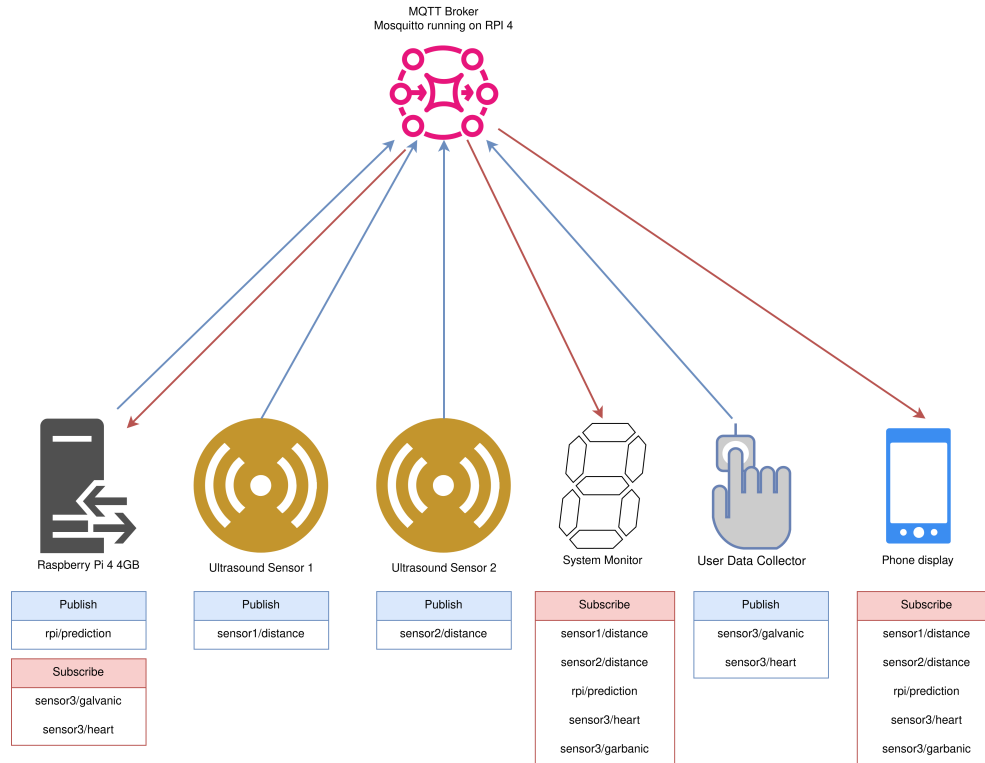 MQTT Broker
Mosquitto running on RPI 4
Raspberry Pi 4 4GB
Ultrasound Sensor 1
Ultrasound Sensor 2
System Monitor
User Data Collector
Phone display
Publish
rpi/prediction
Subscribe
sensor3/galvanic
sensor3/heart
Publish
sensor1/distance
Publish
sensor2/distance
Subscribe
sensor1/distance
sensor2/distance
rpi/prediction
sensor3/heart
sensor3/garbanic
Publish
sensor3/galvanic
sensor3/heart
Subscribe
sensor1/distance
sensor2/distance
rpi/prediction
sensor3/heart
sensor3/garbanic